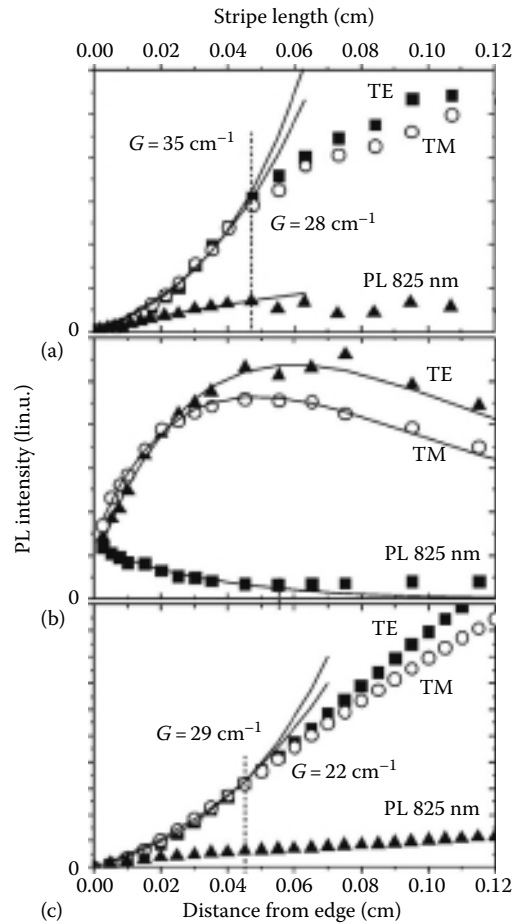 Stripe length (cm)
0.00 0.02 0.04 0.06 0.08 0.10 0.12
TE
G = 35 cm⁻¹
TM
G = 28 cm⁻¹
PL 825 nm
0
(a)
TE
TM
PL intensity (lin.u.)
PL 825 nm
0
(b)
TE
TM
G = 29 cm⁻¹
G = 22 cm⁻¹
PL 825 nm
0
0.00 0.02 0.04 0.06 0.08 0.10 0.12
(c)
Distance from edge (cm)